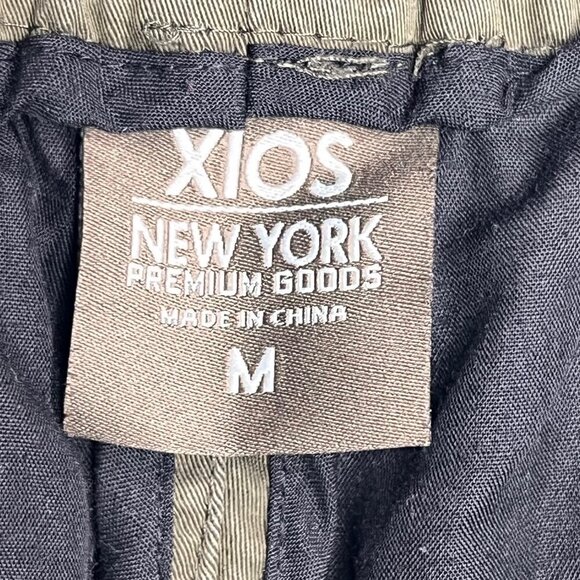 XIOS
NEW YORK
PREMIUM GOODS
MADE IN CHINA
M